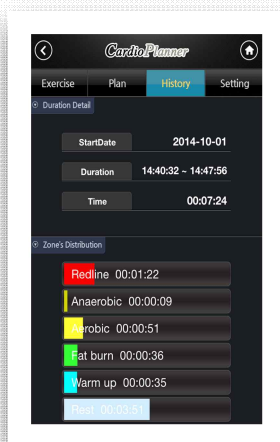 CardioPlanner
Exercise Plan History Setting
Duration Detail
StartDate 2014-10-01
Duration 14:40:32 ~ 14:47:56
Time 00:07:24
Zone's Distribution
Redline 00:01:22
Anaerobic 00:00:09
Aerobic 00:00:51
Fat burn 00:00:36
Warm up 00:00:35
Rest 00:03:51